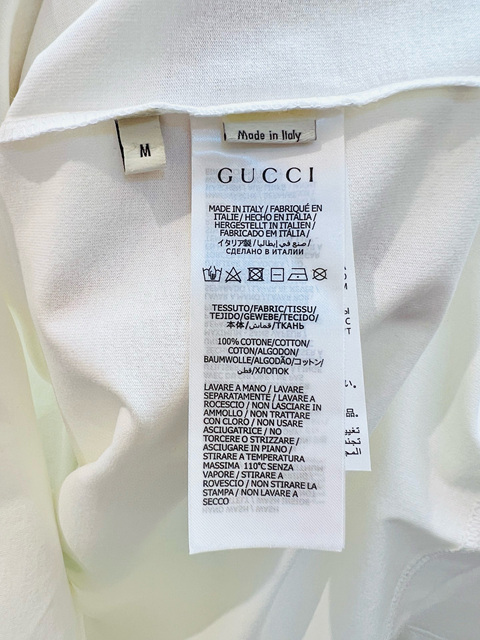 M
Made in Italy
GUCCI
MADE IN ITALY / FABRIQUÉ EN
ITALIE / HECHO EN ITALIA /
HERGESTELLT IN ITALIEN /
FABRICADO EM ITÁLIA /
イタリア製 / صنع في إيطاليا /
СДЕЛАНО В ИТАЛИИ
TESSUTO/FABRIC/TISSU/
TEJIDO/GEWEBE/TECIDO/
本体/قماش/ТКАНЬ
100% COTONE/COTTON/
COTON/ALGODON/
BAUMWOLLE/ALGODÃO/コットン/
قطن/ХЛОПОК
LAVARE A MANO / LAVARE
SEPARATAMENTE / LAVARE A
ROVESCIO / NON LASCIARE IN
AMMOLLO / NON TRATTARE
CON CLORO / NON USARE
ASCIUGATRICE / NO
TORCERE O STRIZZARE /
ASCIUGARE IN PIANO /
STIRARE A TEMPERATURA
MASSIMA 110°C SENZA
VAPORE / STIRARE A
ROVESCIO / NON STIRARE LA
STAMPA / NON LAVARE A
SECCO
い.
品。